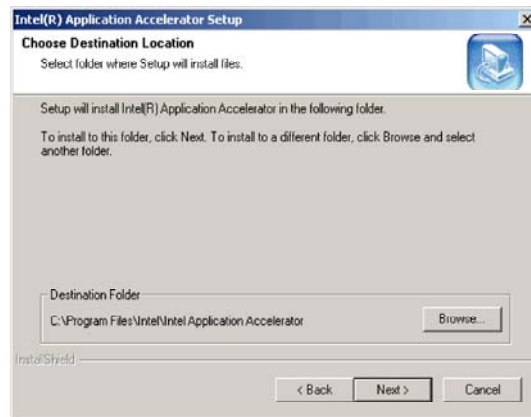 Intel(R) Application Accelerator Setup
Choose Destination Location
Select folder where Setup will install files.
Setup will install Intel(R) Application Accelerator in the following folder.
To install to this folder, click Next. To install to a different folder, click Browse and select
another folder.
Destination Folder
C:\Program Files\Intel\Intel Application Accelerator
Browse...
InstallShield
< Back
Next >
Cancel